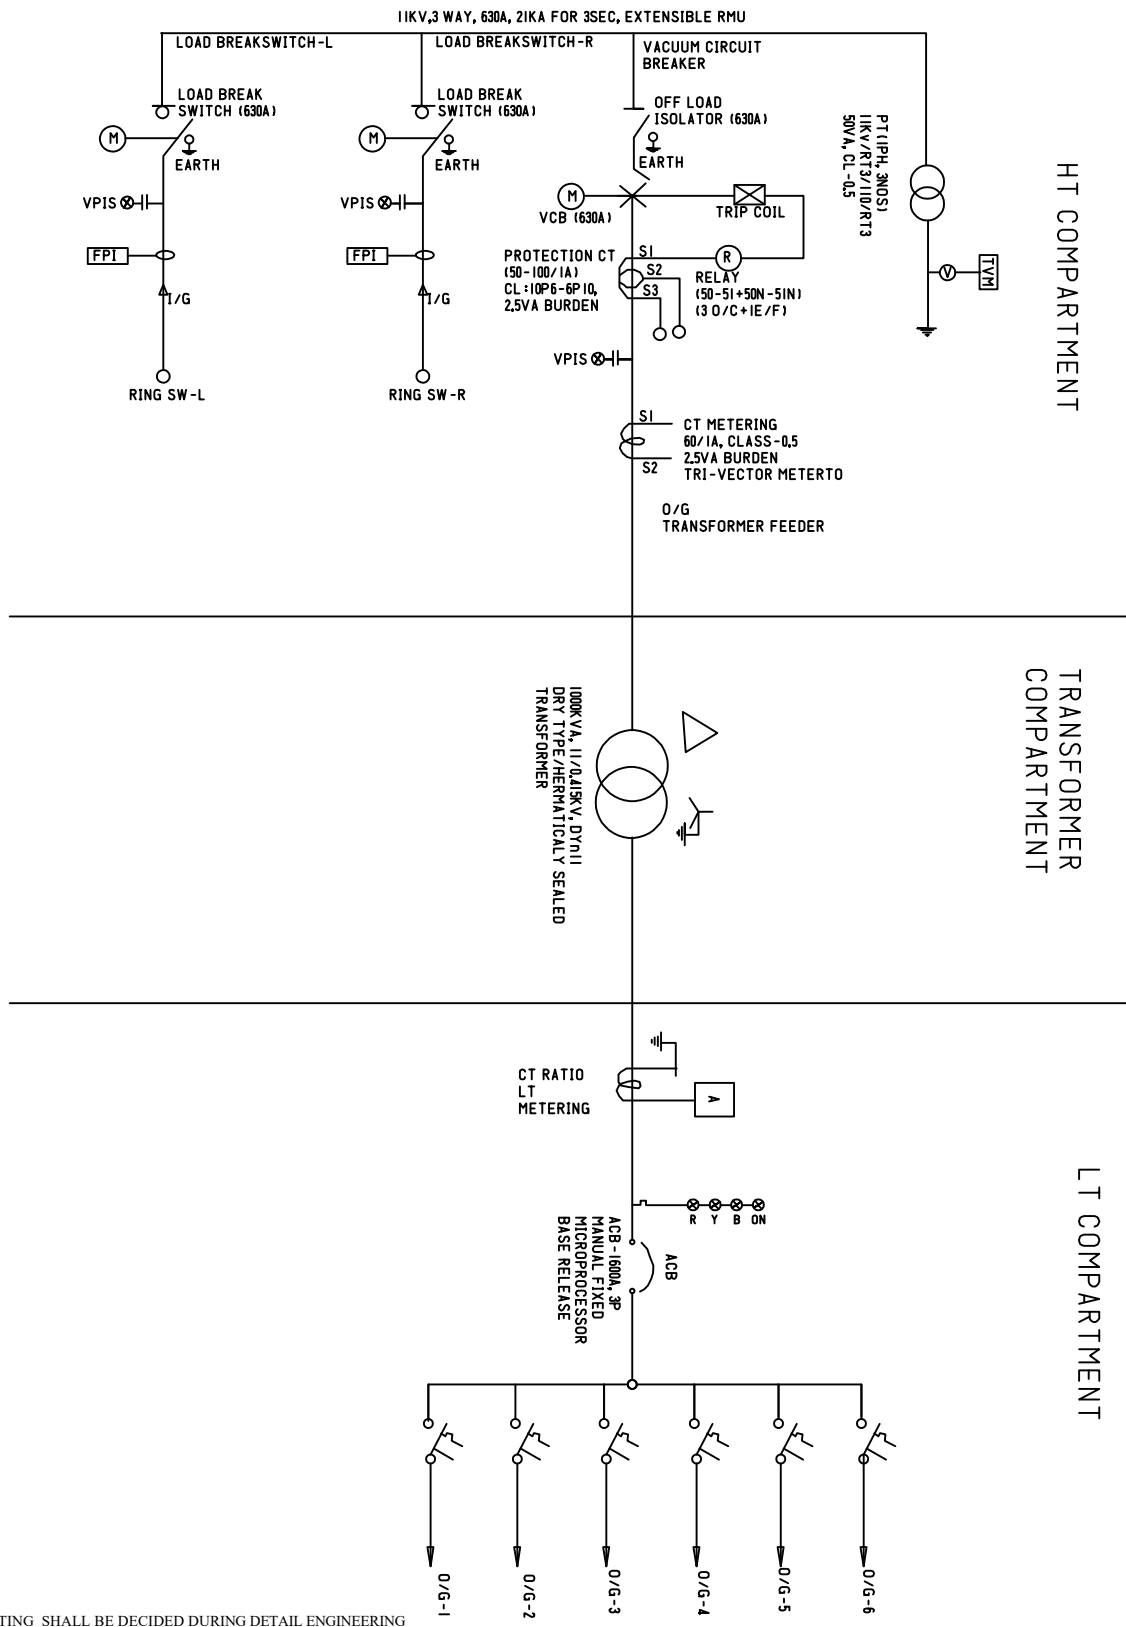 11KV,3 WAY, 630A, 21KA FOR 3SEC, EXTENSIBLE RMU
LOAD BREAKSWITCH-L
LOAD BREAKSWITCH-R
VACUUM CIRCUIT
BREAKER
LOAD BREAK
SWITCH (630A)
M
EARTH
VPIS
FPI
I/G
RING SW-L
LOAD BREAK
SWITCH (630A)
M
EARTH
VPIS
FPI
I/G
RING SW-R
OFF LOAD
ISOLATOR (630A)
EARTH
M
VCB (630A)
TRIP COIL
PROTECTION CT
(50-100/1A)
CL :10P6-6P10,
2.5VA BURDEN
S1
S2
S3
R
RELAY
(50-51+50N-51N)
(3 O/C+1E/F)
VPIS
S1
S2
CT METERING
60/1A, CLASS-0.5
2.5VA BURDEN
TRI-VECTOR METERTO
O/G
TRANSFORMER FEEDER
PT(1PH, 3NOS)
11Kv/RT3/110/RT3
50VA, CL-0.5
V
TVM
HT COMPARTMENT
1000KVA, 11/0.415KV, DYn11
DRY TYPE/HERMATICALY SEALED
TRANSFORMER
TRANSFORMER
COMPARTMENT
CT RATIO
LT
METERING
A
R Y B ON
ACB-1600A, 3P
MANUAL FIXED
MICROPROCESSOR
BASE RELEASE
ACB
LT COMPARTMENT
O/G-1
O/G-2
O/G-3
O/G-4
O/G-5
O/G-6
TING SHALL BE DECIDED DURING DETAIL ENGINEERING